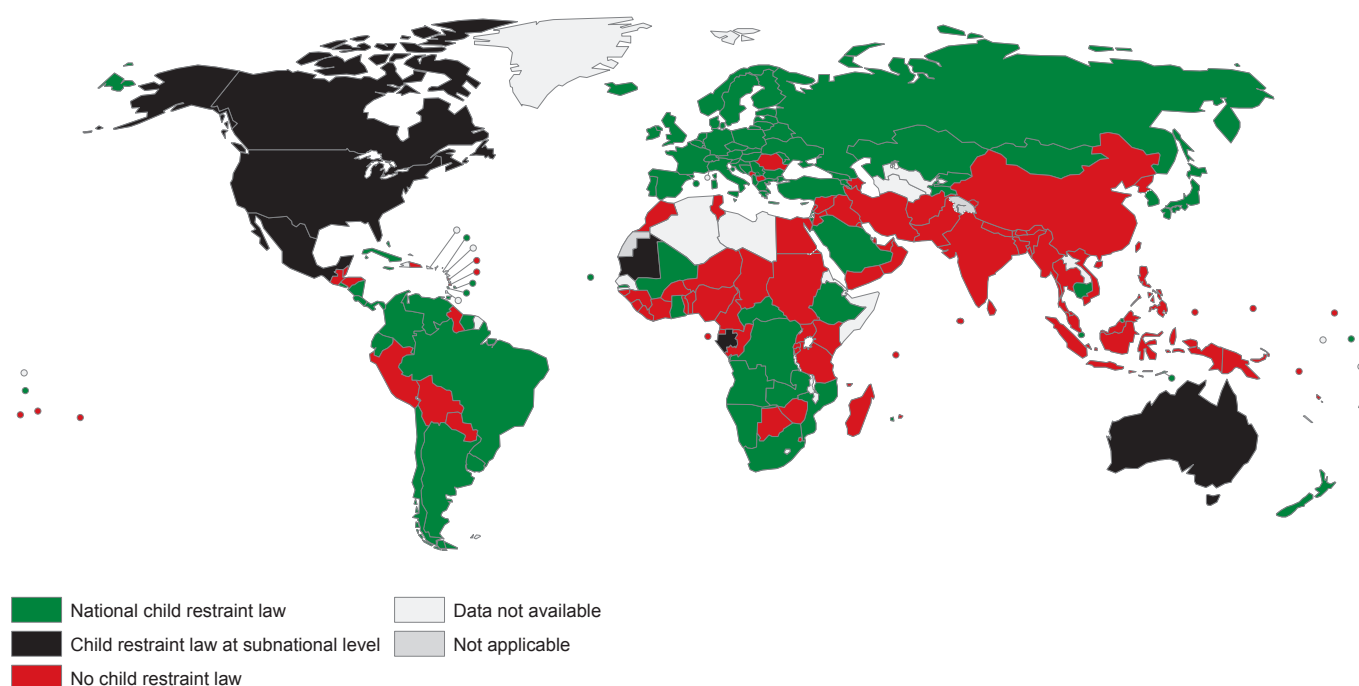 National child restraint law
Child restraint law at subnational level
No child restraint law
Data not available
Not applicable